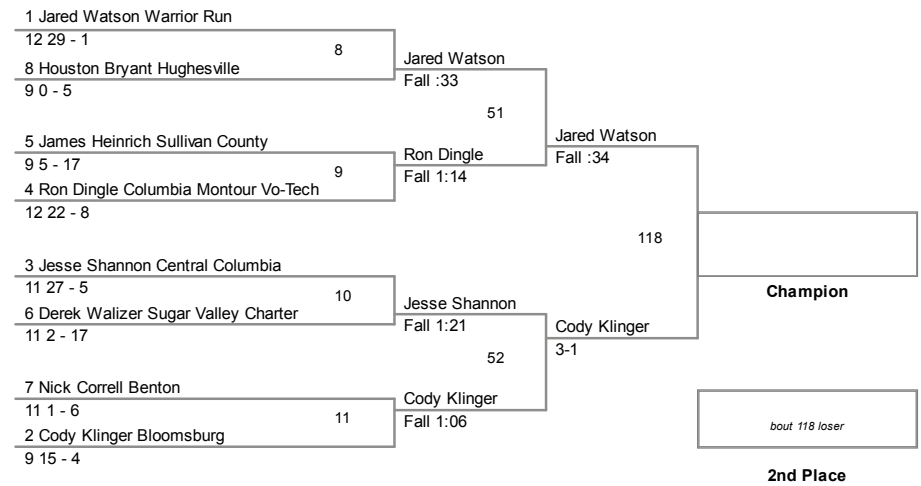 1 Jared Watson Warrior Run
12 29 - 1
8
8 Houston Bryant Hughesville
9 0 - 5
Jared Watson
Fall :33
51
5 James Heinrich Sullivan County
9 5 - 17
9
4 Ron Dingle Columbia Montour Vo-Tech
12 22 - 8
Ron Dingle
Fall 1:14
Jared Watson
Fall :34
118
3 Jesse Shannon Central Columbia
11 27 - 5
10
6 Derek Walizer Sugar Valley Charter
11 2 - 17
Jesse Shannon
Fall 1:21
52
7 Nick Correll Benton
11 1 - 6
11
2 Cody Klinger Bloomsburg
9 15 - 4
Cody Klinger
Fall 1:06
Cody Klinger
3-1
Champion
bout 118 loser
2nd Place